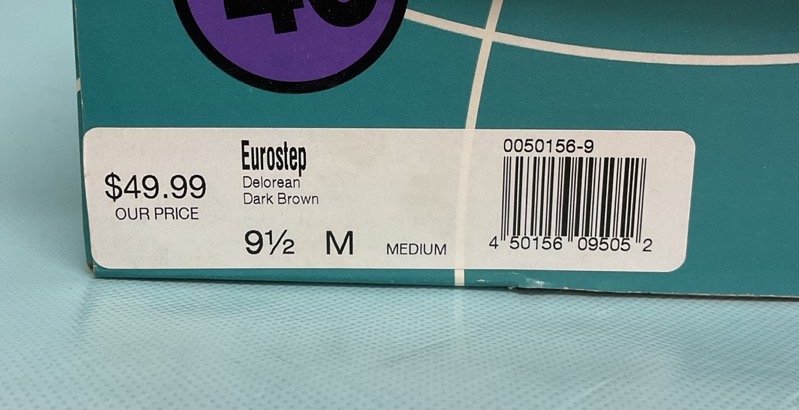 $49.99
OUR PRICE
Eurostep
Delorean
Dark Brown
9½ M MEDIUM
0050156-9
4 50156 09505 2